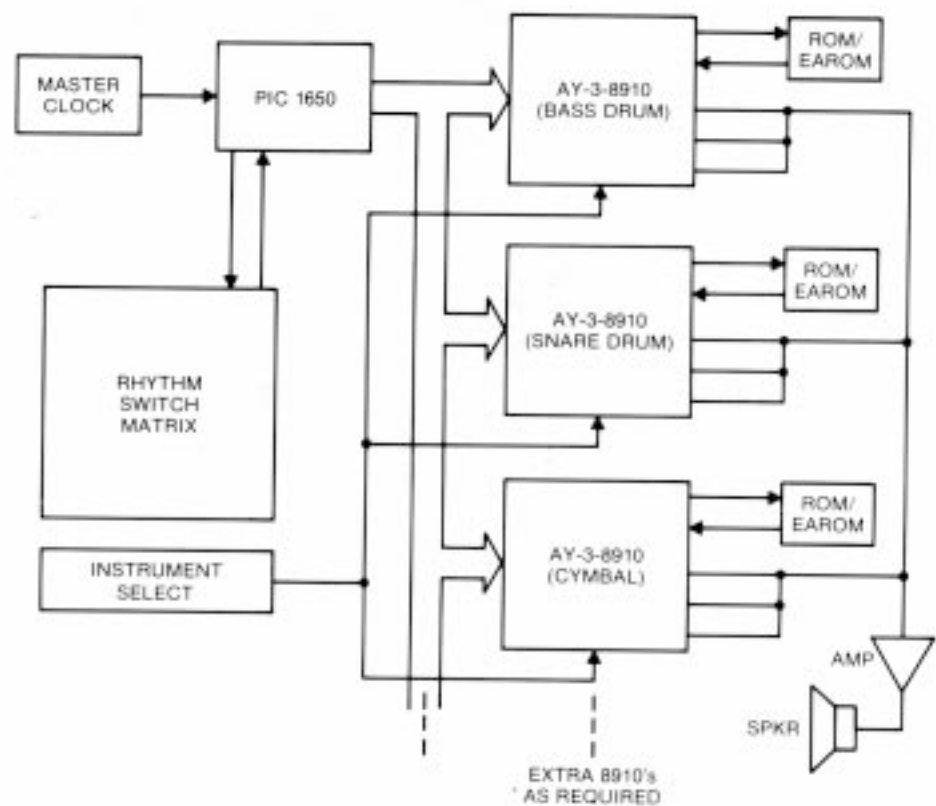 MASTER
CLOCK
PIC 1650
AY-3-8910
(BASS DRUM)
ROM/
EAROM
RHYTHM
SWITCH
MATRIX
AY-3-8910
(SNARE DRUM)
ROM/
EAROM
INSTRUMENT
SELECT
AY-3-8910
(CYMBAL)
ROM/
EAROM
AMP
SPKR
EXTRA 8910's
AS REQUIRED